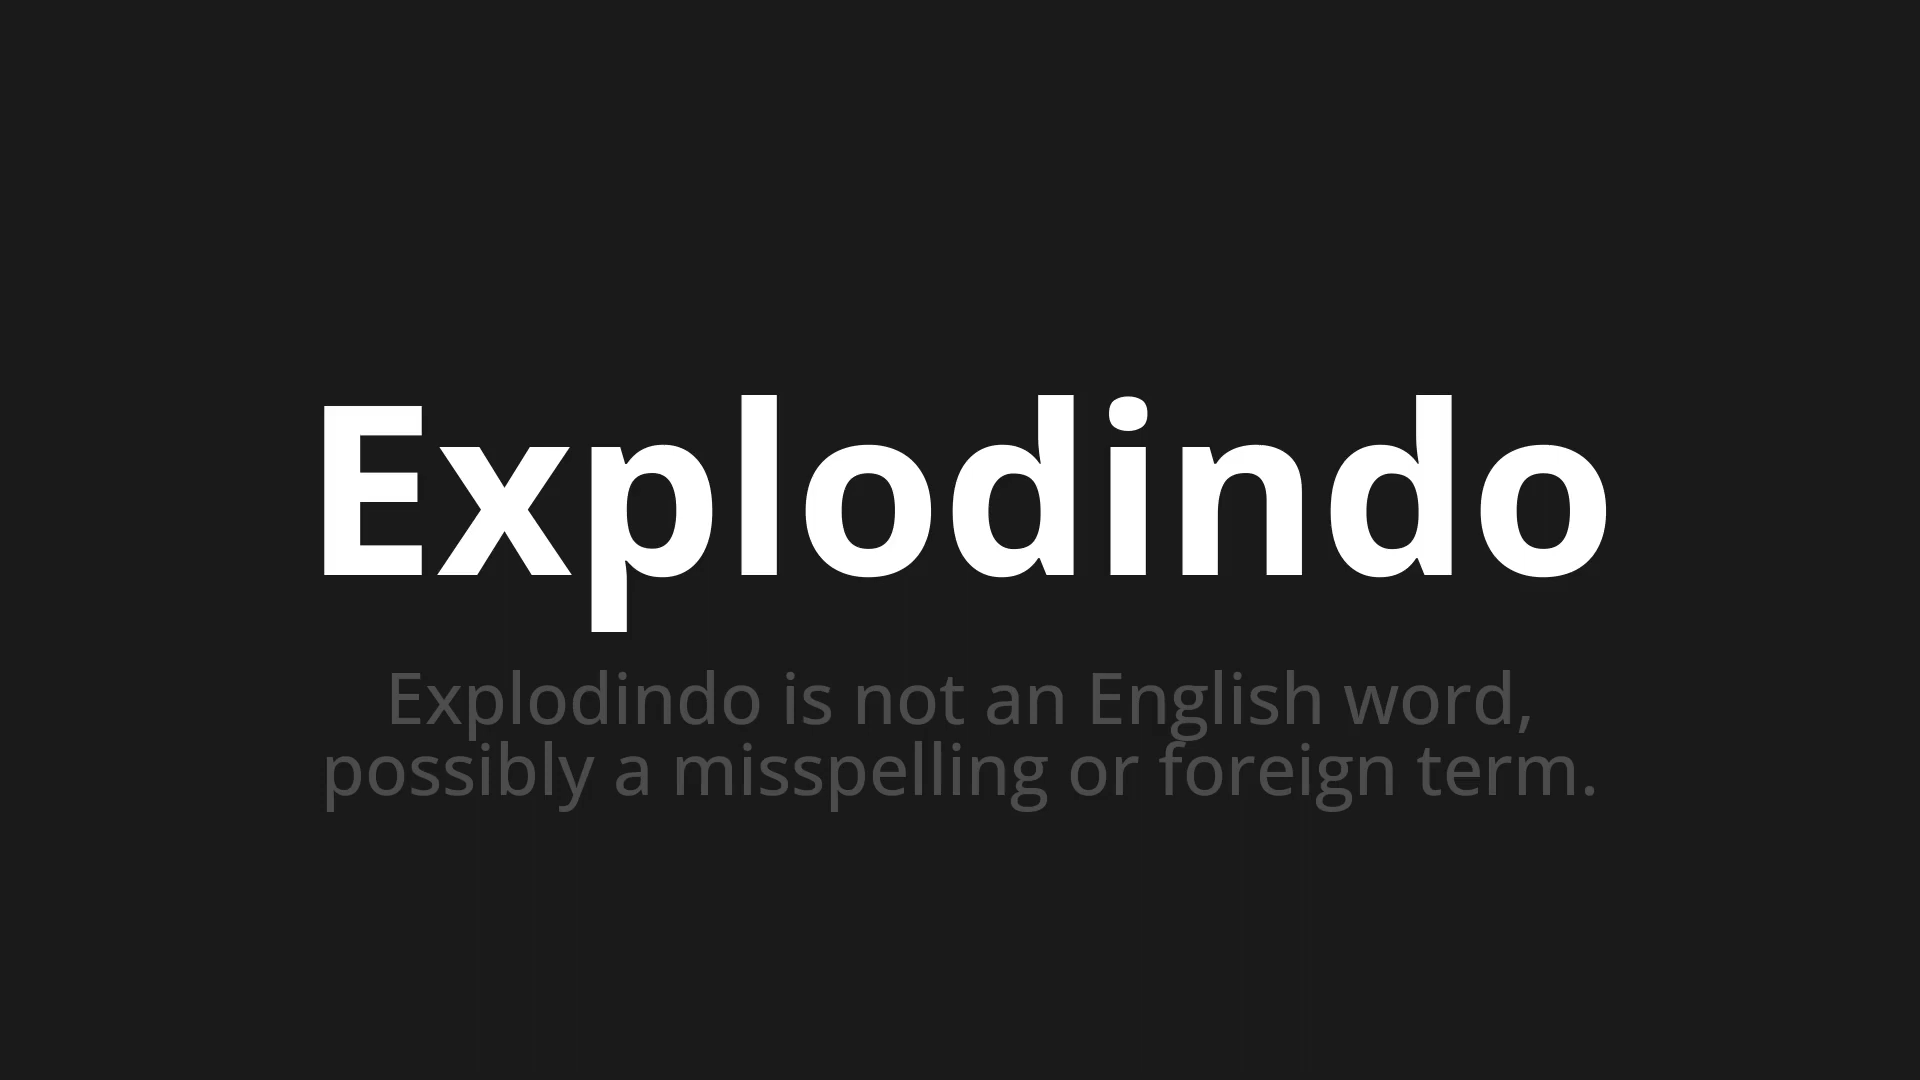 Explodindo
Explodindo is not an English word,
possibly a misspelling or foreign term.